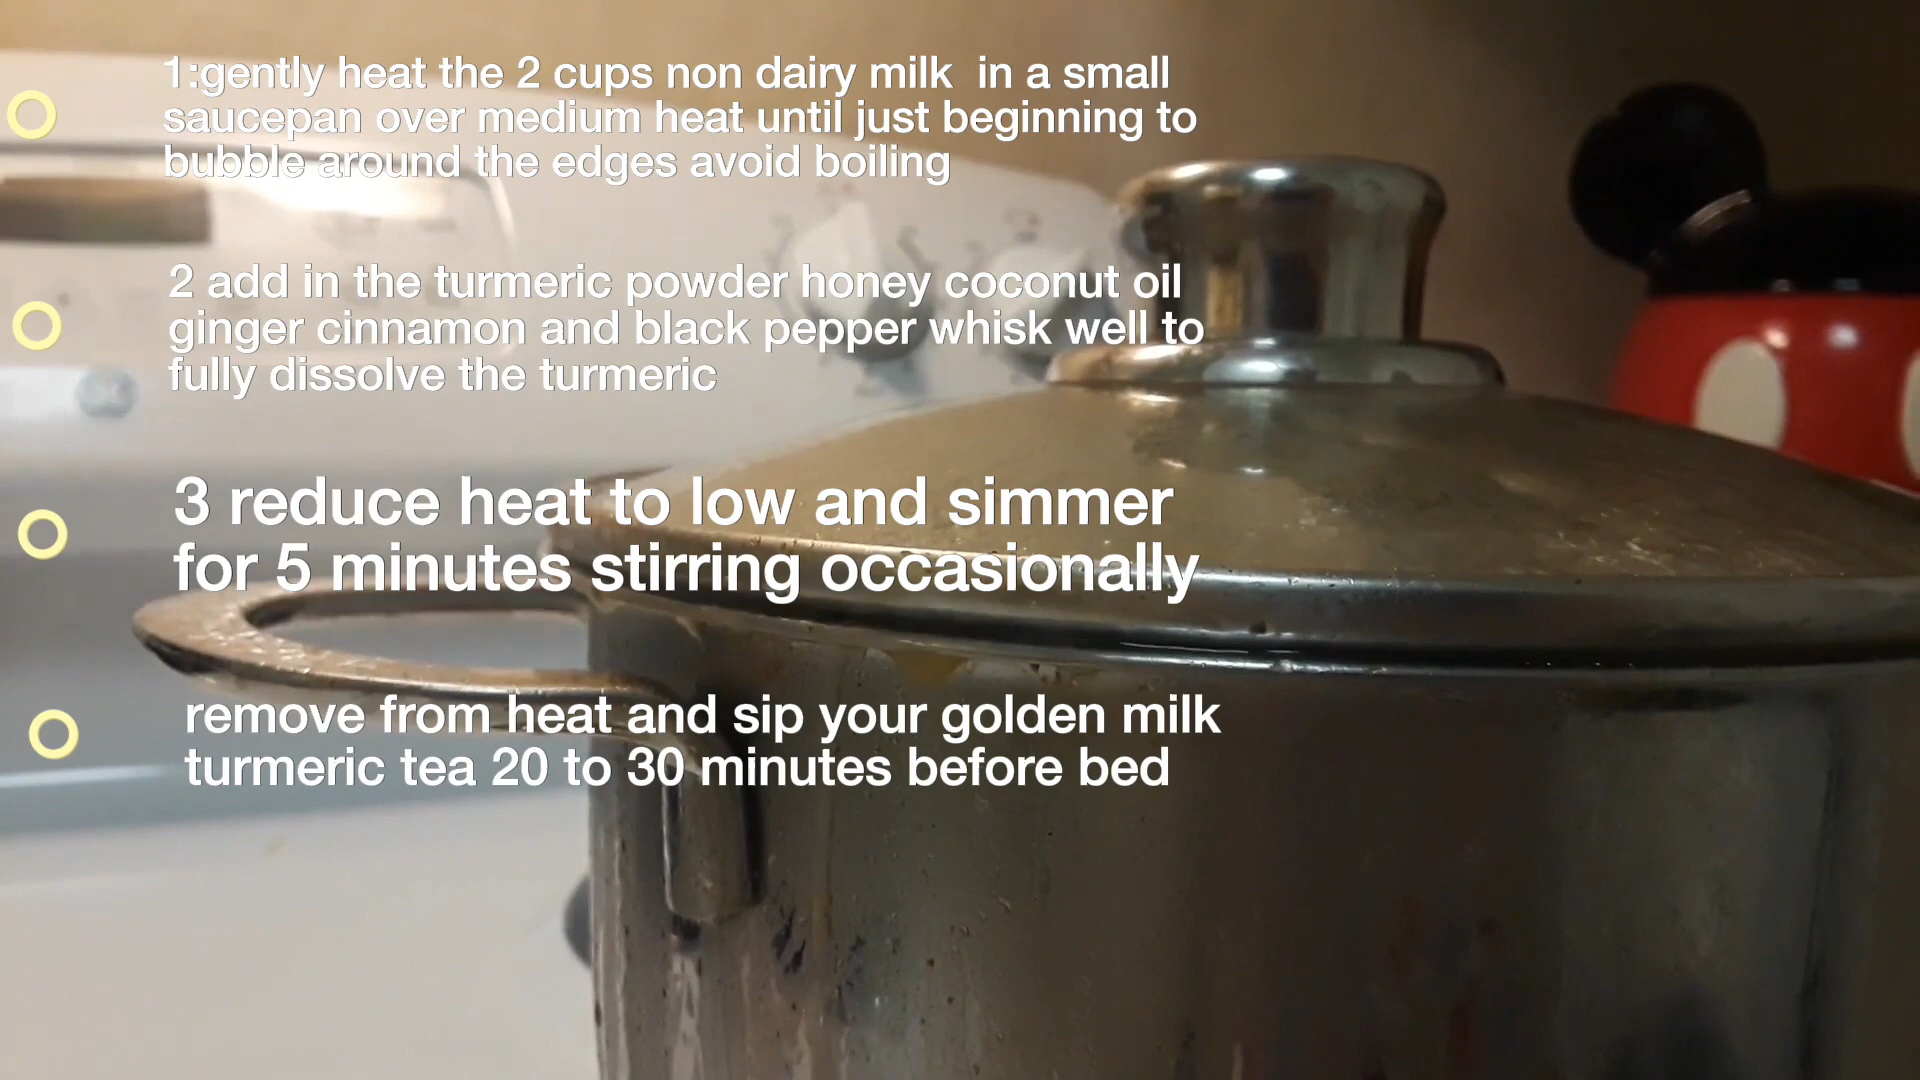 1:gently heat the 2 cups non dairy milk  in a small
saucepan over medium heat until just beginning to
bubble around the edges avoid boiling
2 add in the turmeric powder honey coconut oil
ginger cinnamon and black pepper whisk well to
fully dissolve the turmeric
3 reduce heat to low and simmer
for 5 minutes stirring occasionally
remove from heat and sip your golden milk
turmeric tea 20 to 30 minutes before bed